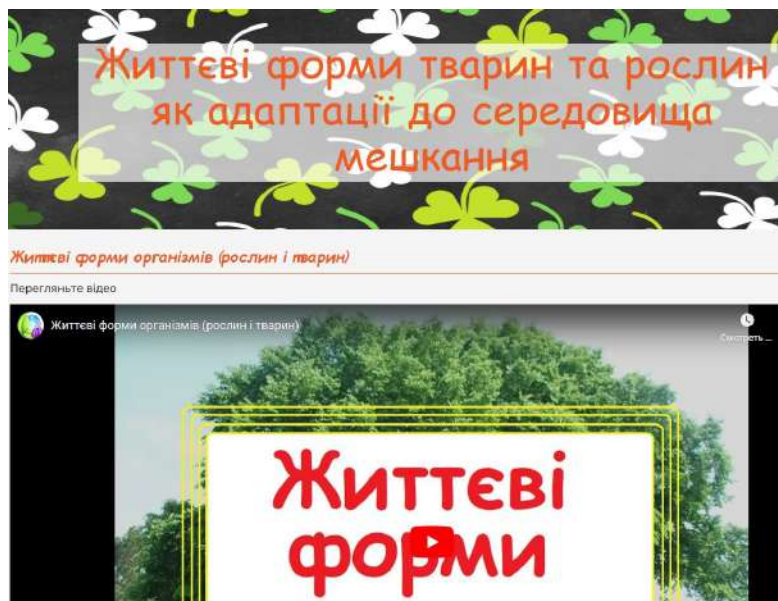 Життєві форми тварин та рослин
як адаптації до середовища
мешкання
Життєві форми організмів (рослин і тварин)
Перегляньте відео
Життєві форми організмів (рослин і тварин)
Смотреть ...
Життєві
форми